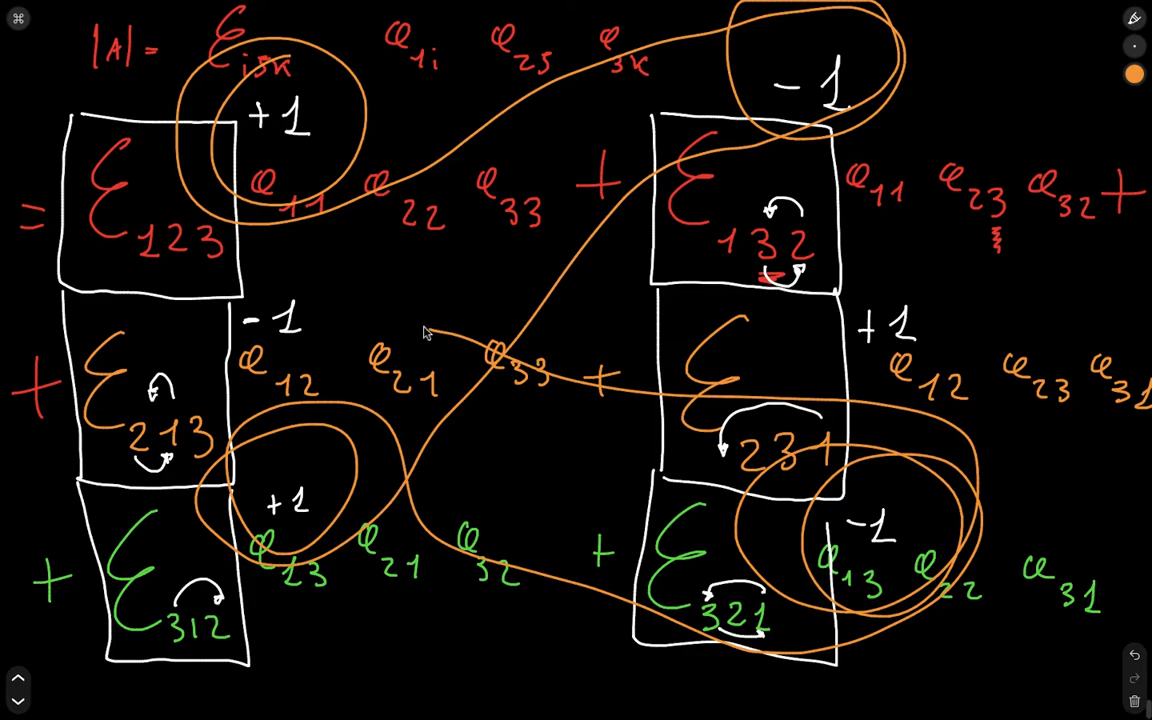 |A| = ε_ijk a_1i a_2j a_3k
+1 -1
= ε_123 a_11 a_22 a_33 + ε_132 a_11 a_23 a_32 +
-1 +1
+ ε_213 a_12 a_21 a_33 + ε_231 a_12 a_23 a_31
+1 -1
+ ε_312 a_13 a_21 a_32 + ε_321 a_13 a_22 a_31